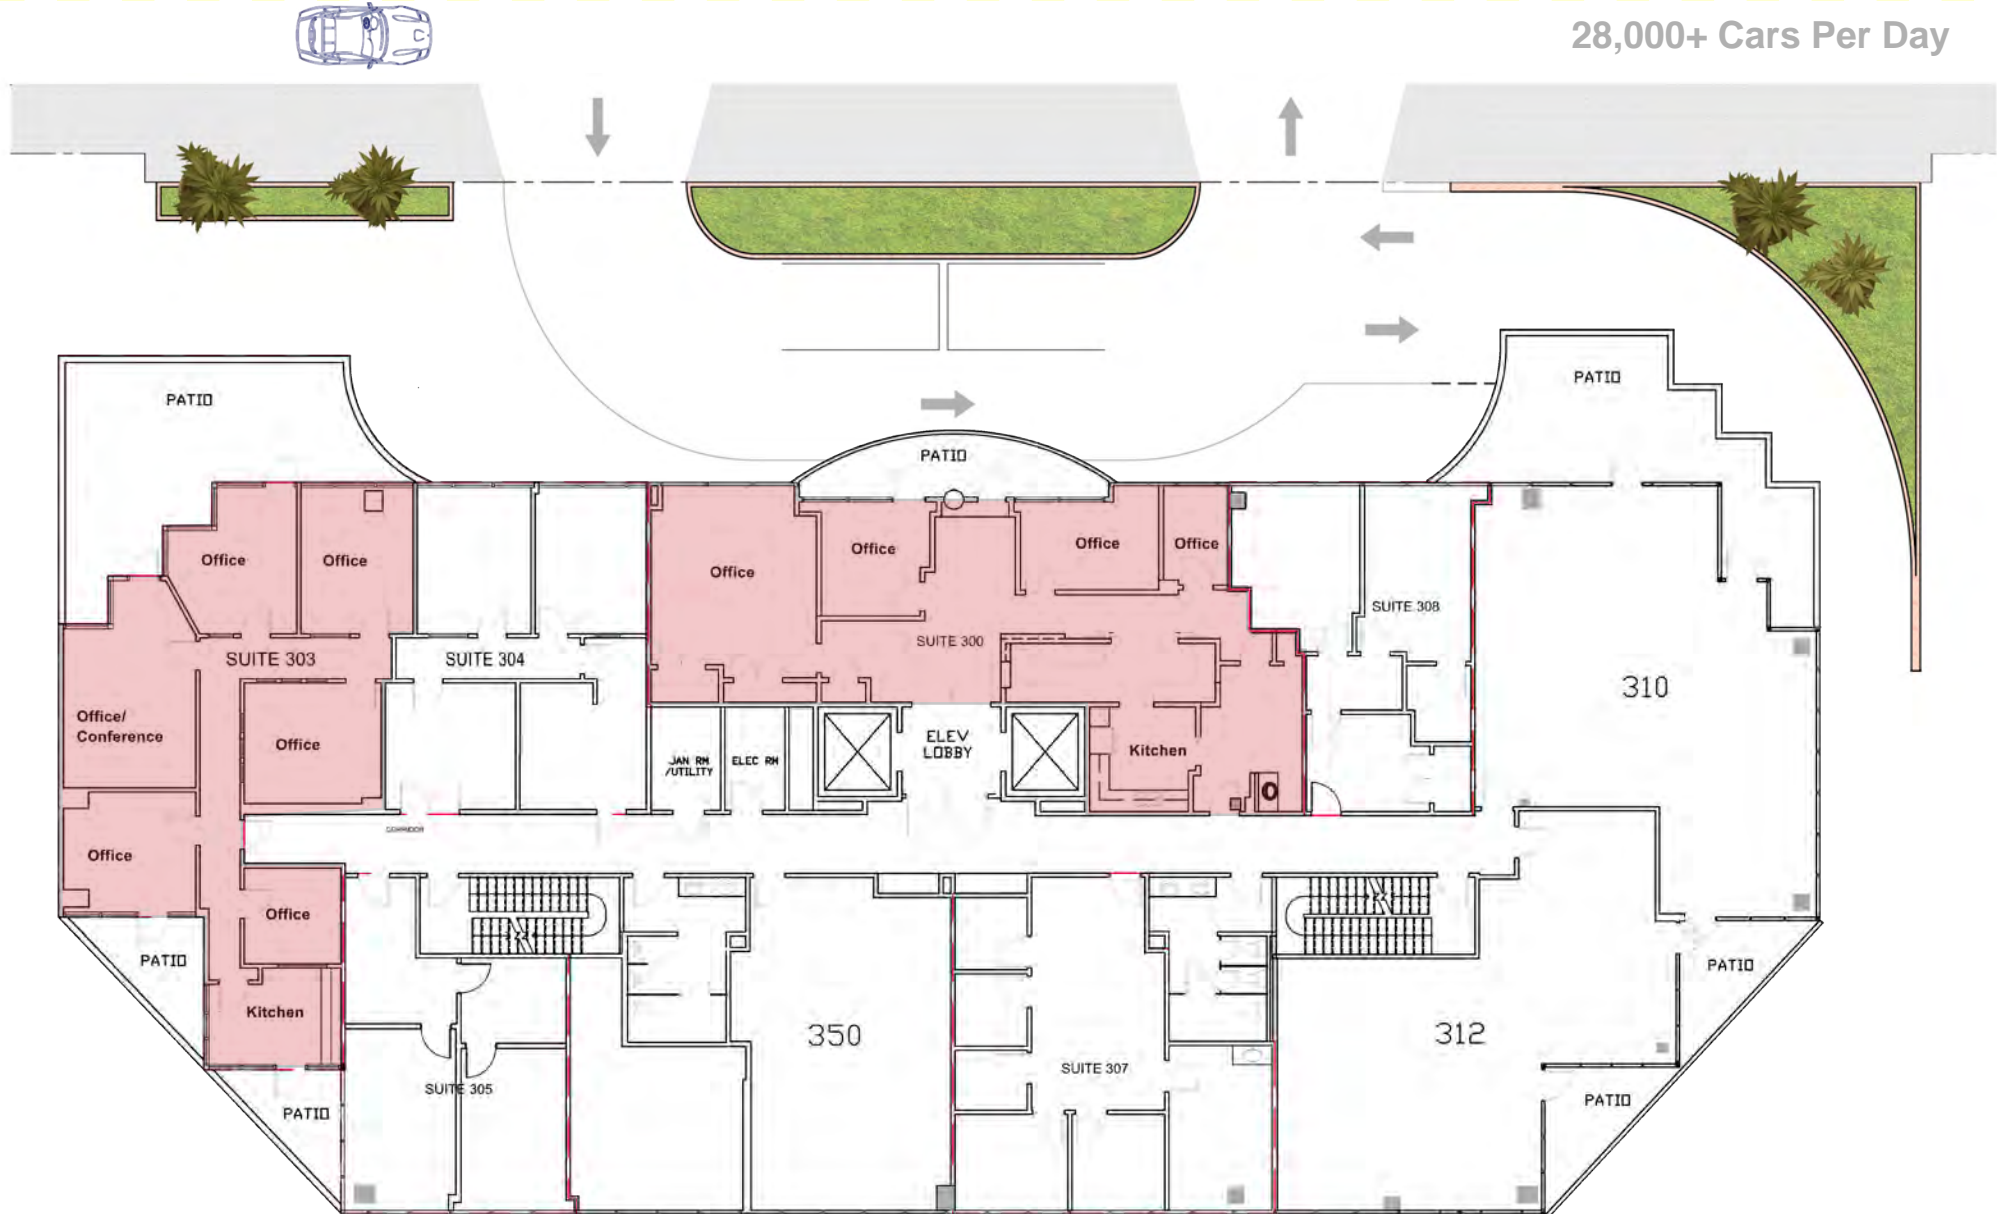 28,000+ Cars Per Day
PATIO
PATIO
PATIO
Office
Office
Office
Office
Office
Office
SUITE 303
SUITE 304
SUITE 300
SUITE 308
310
Office/
Conference
Office
JAN RM
/UTILITY
ELEC RM
ELEV
LOBBY
Kitchen
CORRIDOR
Office
Office
PATIO
Kitchen
PATIO
SUITE 305
350
SUITE 307
312
PATIO
PATIO